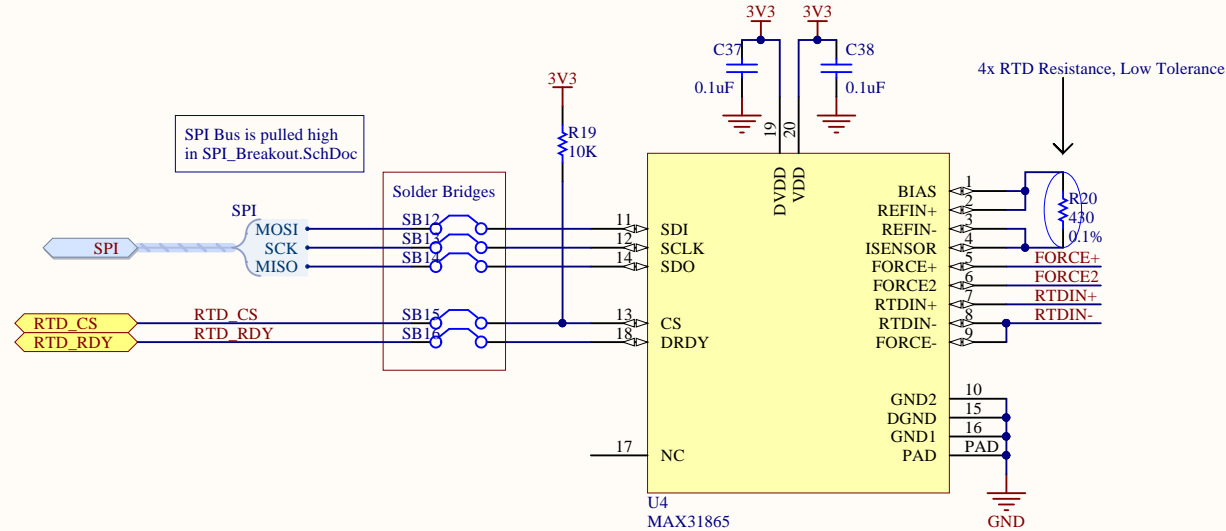 3V3
3V3
C37
C38
0.1uF
0.1uF
4x RTD Resistance, Low Tolerance
3V3
R19
10K
SPI Bus is pulled high
in SPI_Breakout.SchDoc
Solder Bridges
19
20
DVDD
VDD
SPI
SPI
MOSI
SCK
MISO
SB12
SB13
SB14
11
12
14
SDI
SCLK
SDO
RTD_CS
RTD_RDY
RTD_CS
RTD_RDY
SB15
SB16
13
18
CS
DRDY
17
NC
BIAS
REFIN+
REFIN-
ISENSOR
FORCE+
FORCE2
RTDIN+
RTDIN-
FORCE-
1
2
3
4
5
6
7
8
9
R20
430
0.1%
FORCE+
FORCE2
RTDIN+
RTDIN-
GND2
DGND
GND1
PAD
10
15
16
PAD
GND
U4
MAX31865